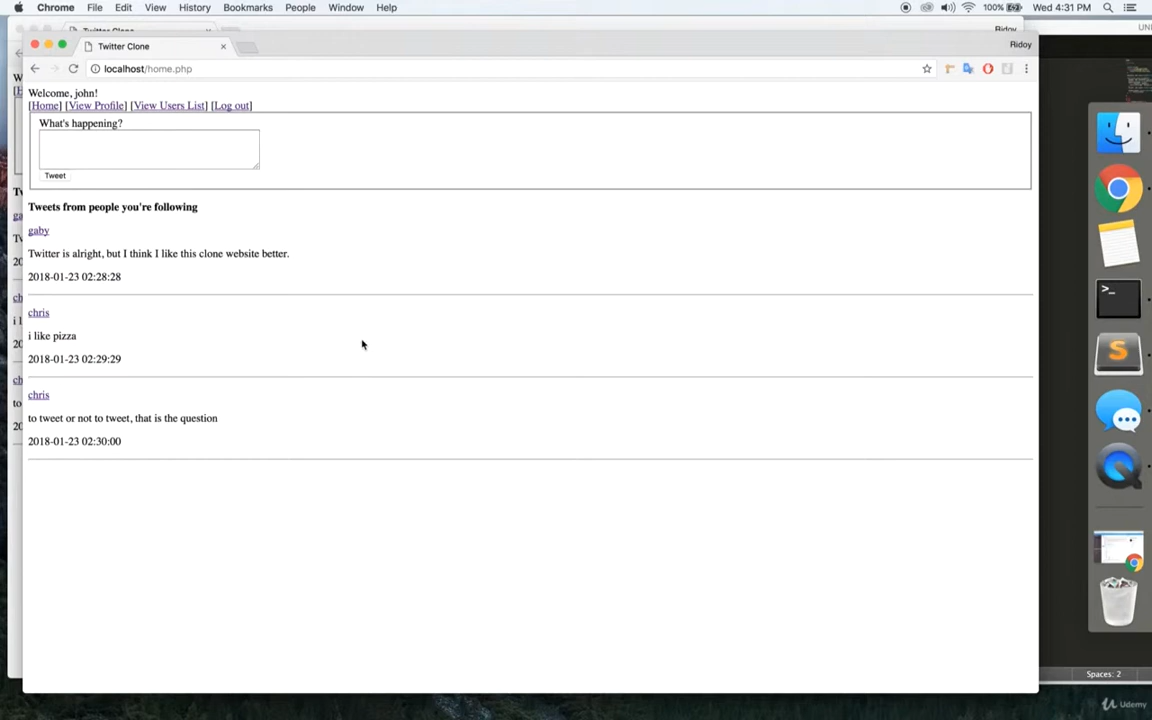 Chrome File Edit View History Bookmarks People Window Help 100% Wed 4:31 PM
Twitter Clone Ridoy
Twitter Clone
Ridoy
localhost/home.php
Welcome, john!
[Home] [View Profile] [View Users List] [Log out]
What's happening?
Tweet
Tweets from people you're following
gaby
Twitter is alright, but I think I like this clone website better.
2018-01-23 02:28:28
chris
i like pizza
2018-01-23 02:29:29
chris
to tweet or not to tweet, that is the question
2018-01-23 02:30:00
Spaces: 2
Udemy